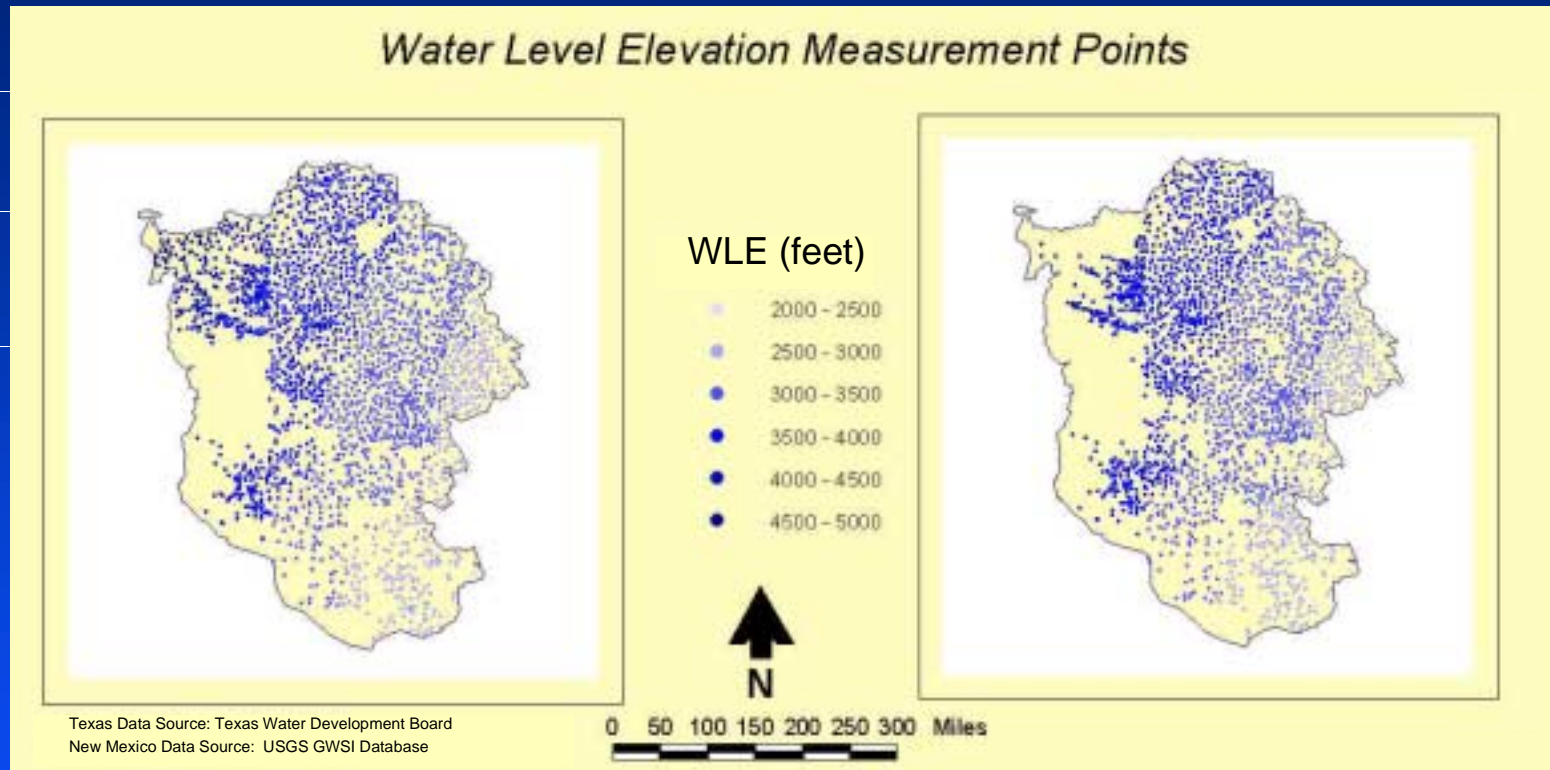 Water Level Elevation Measurement Points
WLE (feet)
2000 - 2500
2500 - 3000
3000 - 3500
3500 - 4000
4000 - 4500
4500 - 5000
N
Texas Data Source: Texas Water Development Board
New Mexico Data Source: USGS GWSI Database
0 50 100 150 200 250 300 Miles